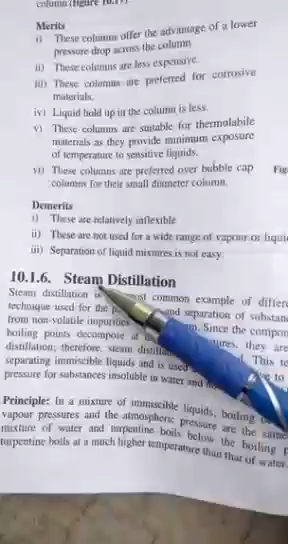 column (figure 10.17).
Merits
i) These columns offer the advantage of a lower
pressure drop across the column
ii) These columns are less expensive.
iii) These columns are preferred for corrosive
materials.
iv) Liquid hold up in the column is less.
v) These columns are suitable for thermolabile
materials as they provide minimum exposure
of temperature to sensitive liquids.
vi) These columns are preferred over bubble cap
columns for their small diameter column.
Fig
Demerits
i) These are relatively inflexible
ii) These are not used for a wide range of vapour or
iii) Separation of liquid mixtures is not easy.
10.1.6. Steam Distillation
Steam distillation is common example of
technique used for the and separation of
from non-volatile impurities Since the
boiling points decompose at they are
distillation; therefore, steam This
separating immiscible liquids and is used to
pressure for substances insoluble in water and
Principle: In a mixture of immiscible liquids, boiling
vapour pressures and the atmospheric pressure are the same
mixture of water and turpentine boils below the boiling
turpentine boils at a much higher temperature than that of water.